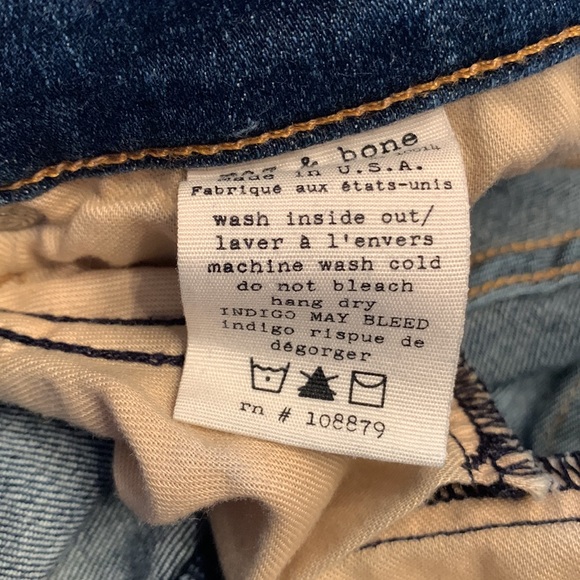 & bone
made in U.S.A.
Fabriqué aux états-unis
wash inside out/
laver à l'envers
machine wash cold
do not bleach
hang dry
INDIGO MAY BLEED
indigo rispue de
dégorger
rn # 108879